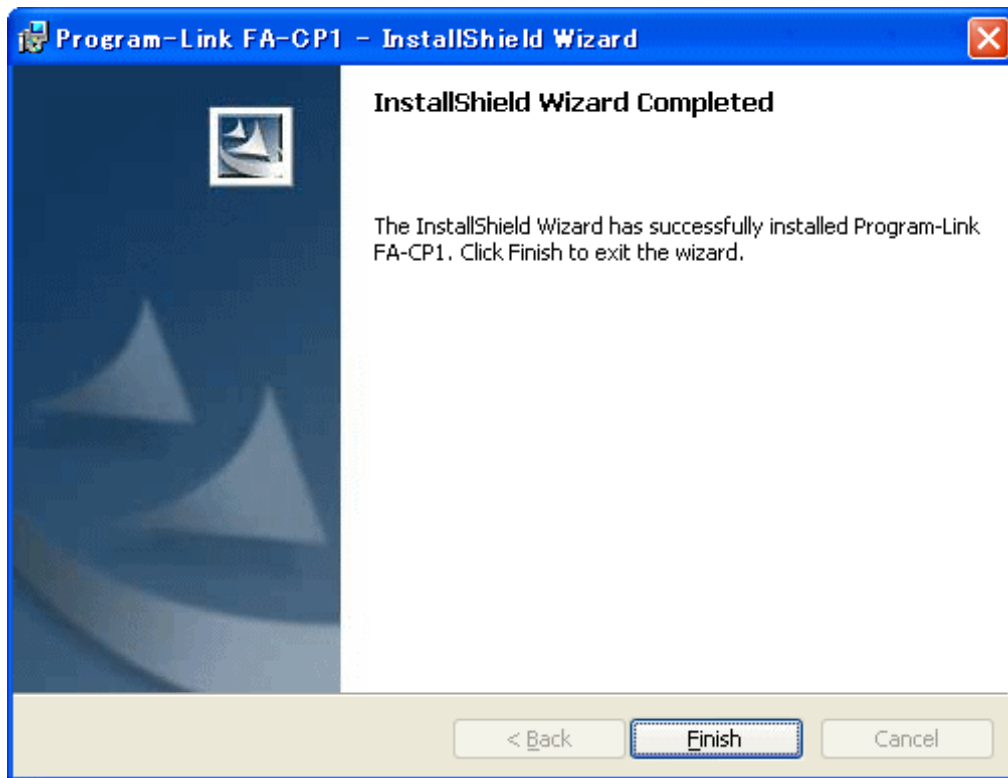 Program-Link FA-CP1 - InstallShield Wizard
InstallShield Wizard Completed
The InstallShield Wizard has successfully installed Program-Link
FA-CP1. Click Finish to exit the wizard.
< Back
Finish
Cancel